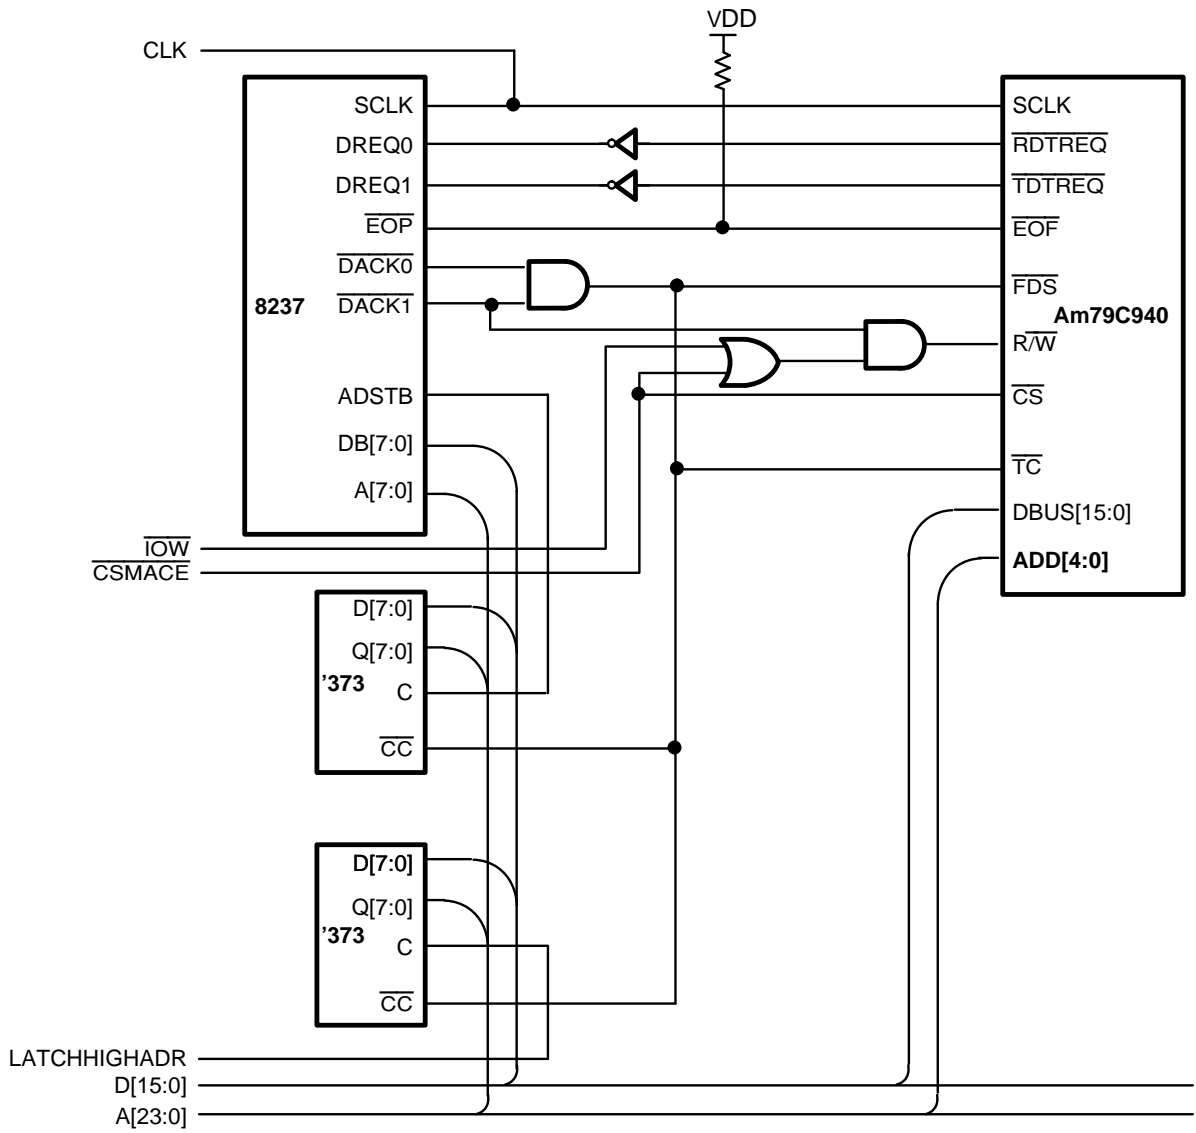 VDD
CLK
SCLK
DREQ0
DREQ1
EOP
DACK0
8237
DACK1
ADSTB
DB[7:0]
A[7:0]
SCLK
RDTREQ
TDTREQ
EOF
FDS
Am79C940
R/W
CS
TC
DBUS[15:0]
ADD[4:0]
IOW
CSMACE
D[7:0]
Q[7:0]
'373
C
CC
D[7:0]
Q[7:0]
'373
C
CC
LATCHHIGHADR
D[15:0]
A[23:0]